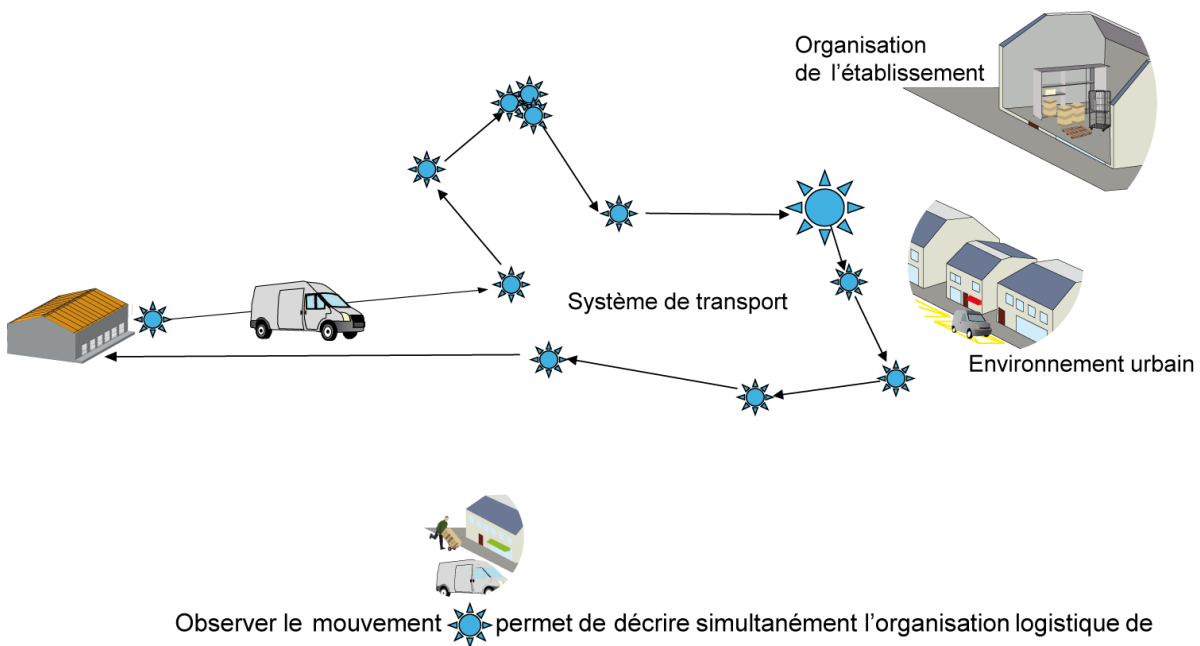 Organisation
de l'établissement
Système de transport
Environnement urbain
Observer le mouvement permet de décrire simultanément l'organisation logistique de